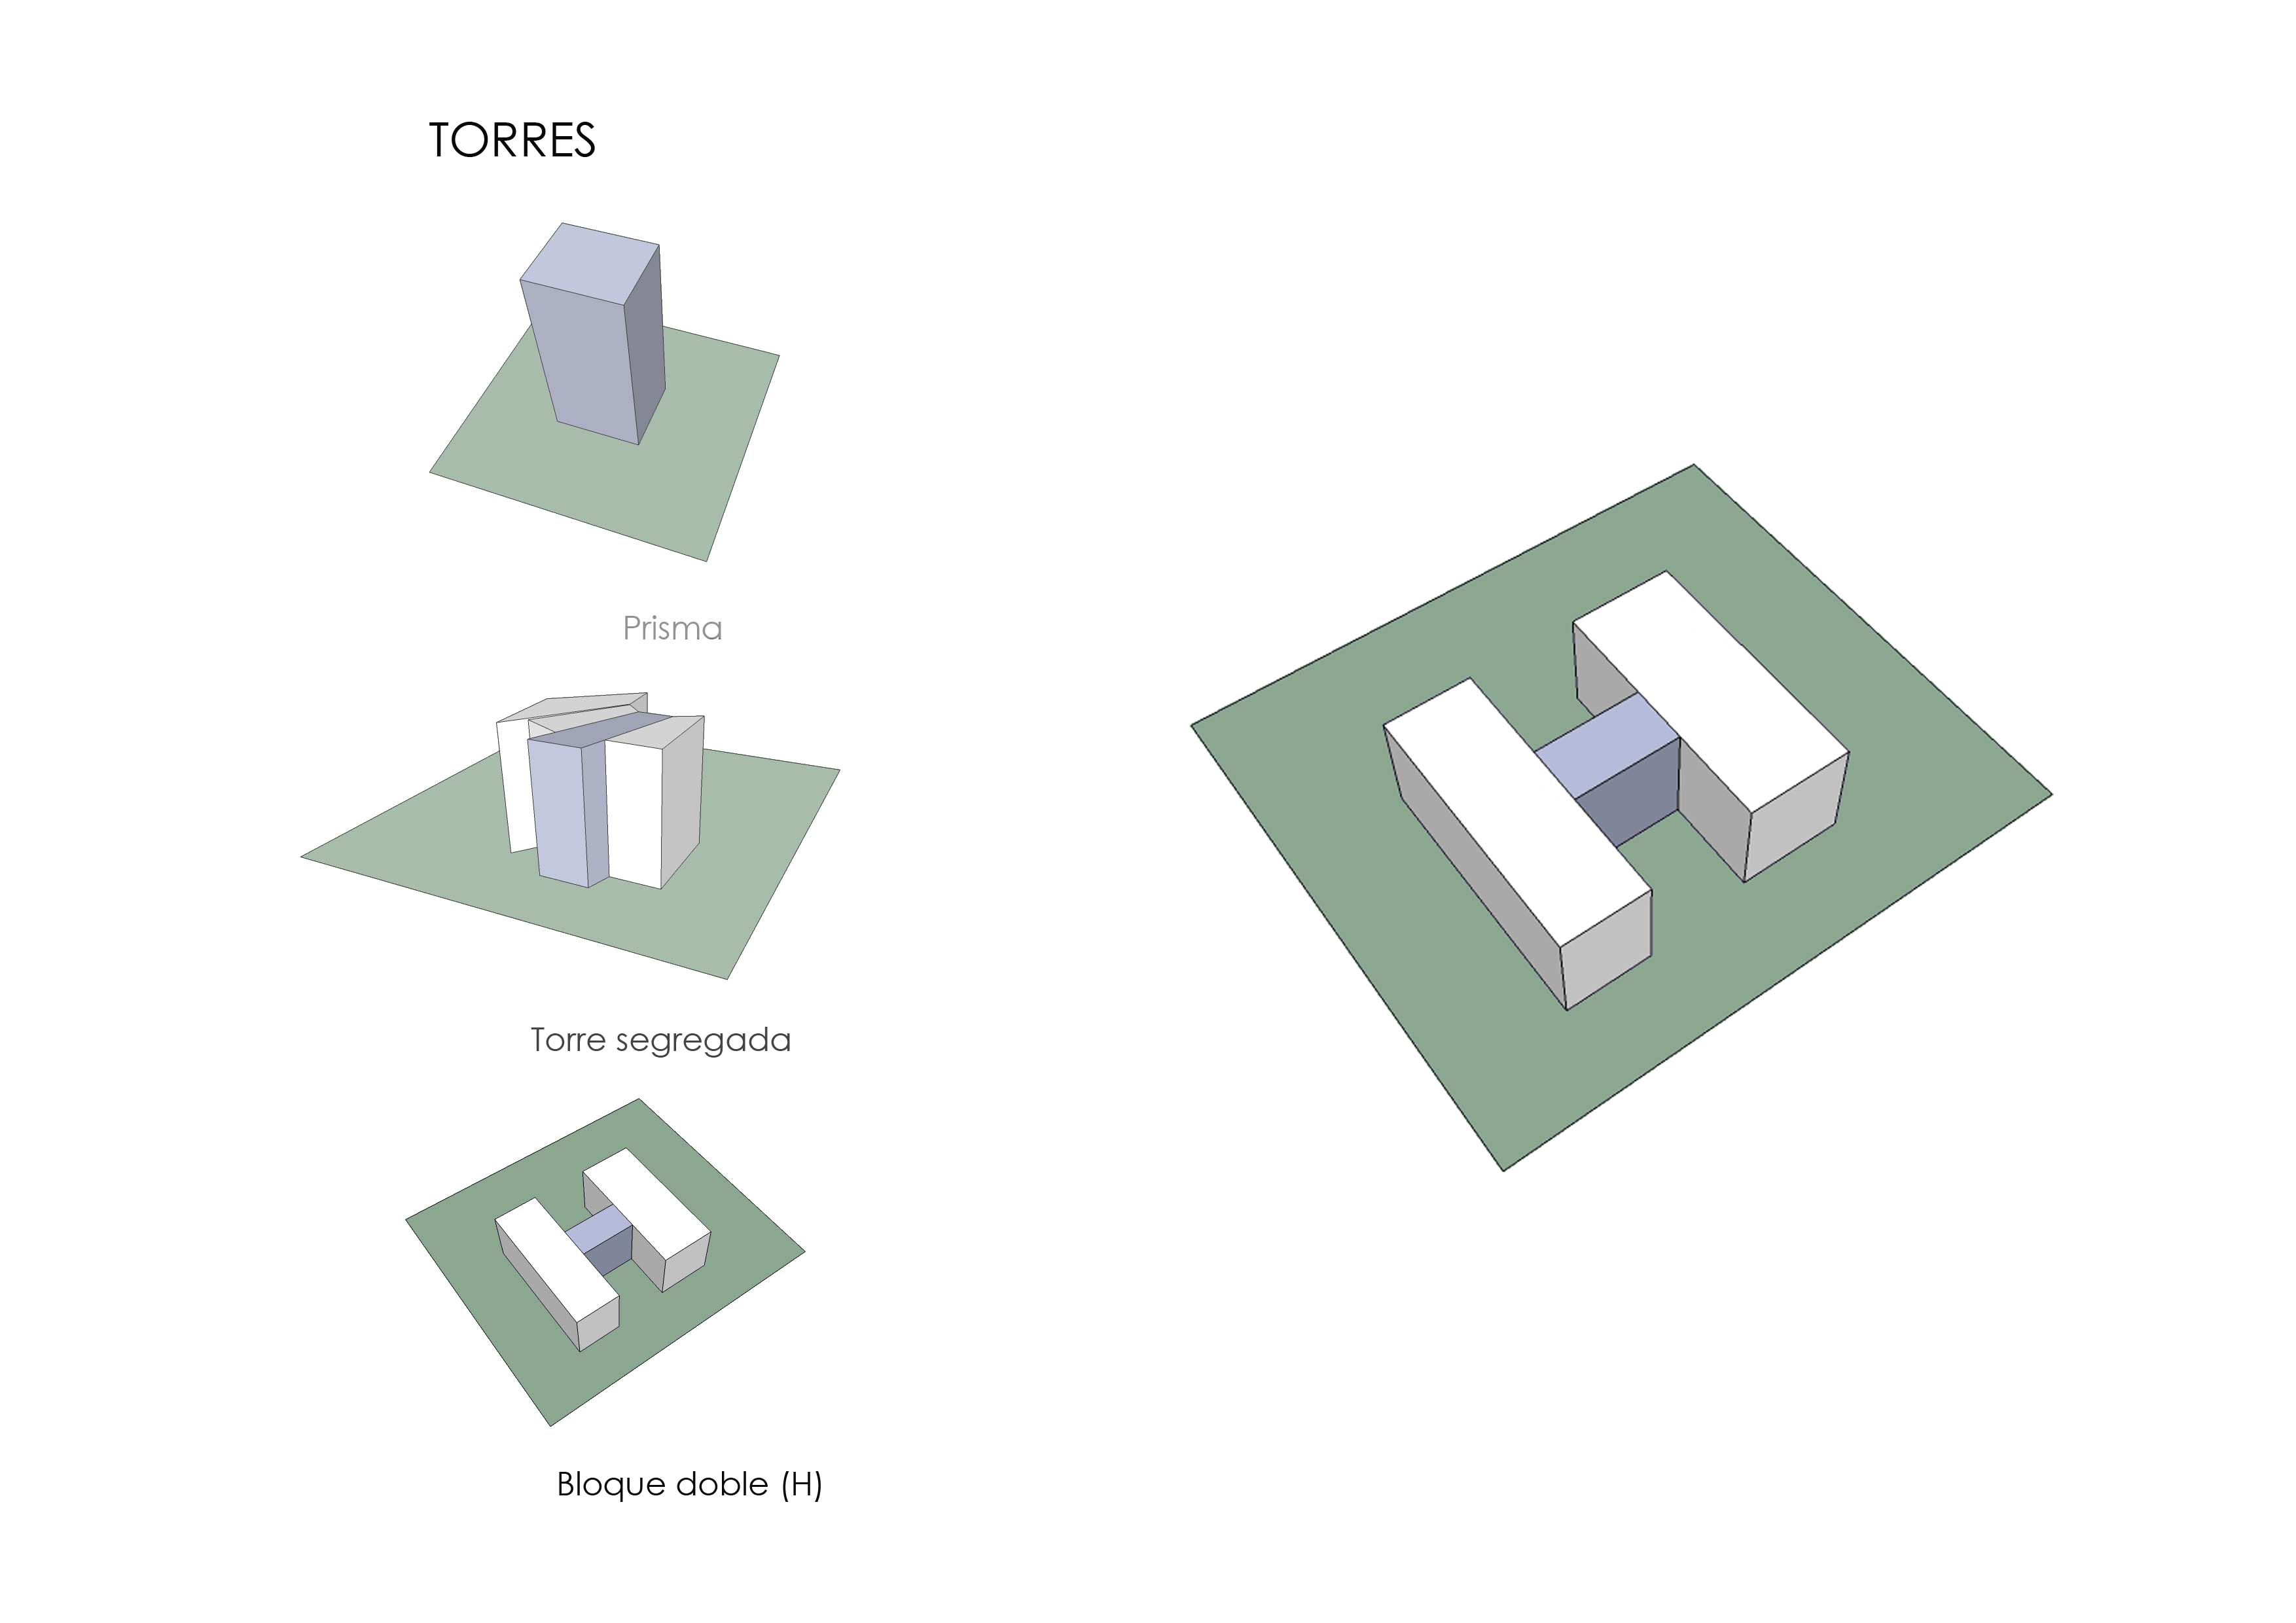 TORRES
Prisma
Torre segregada
Bloque doble (H)